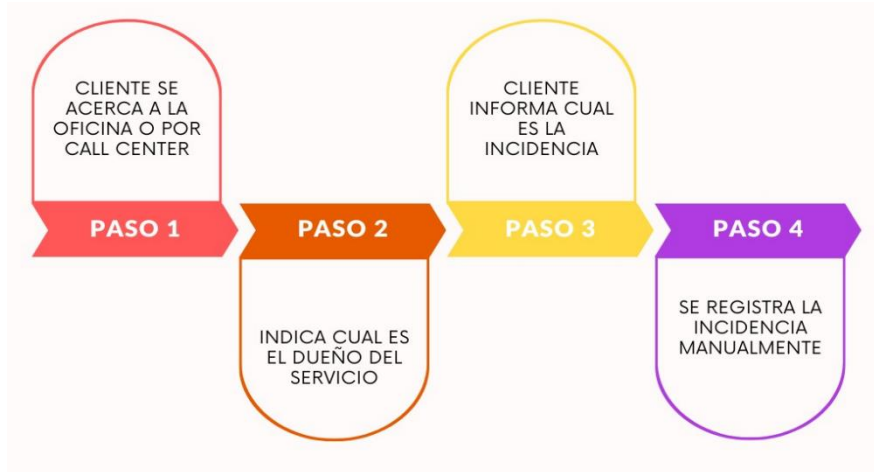 CLIENTE SE
ACERCA A LA
OFICINA O POR
CALL CENTER
PASO 1
PASO 2
INDICA CUAL ES
EL DUEÑO DEL
SERVICIO
CLIENTE
INFORMA CUAL
ES LA
INCIDENCIA
PASO 3
PASO 4
SE REGISTRA LA
INCIDENCIA
MANUALMENTE